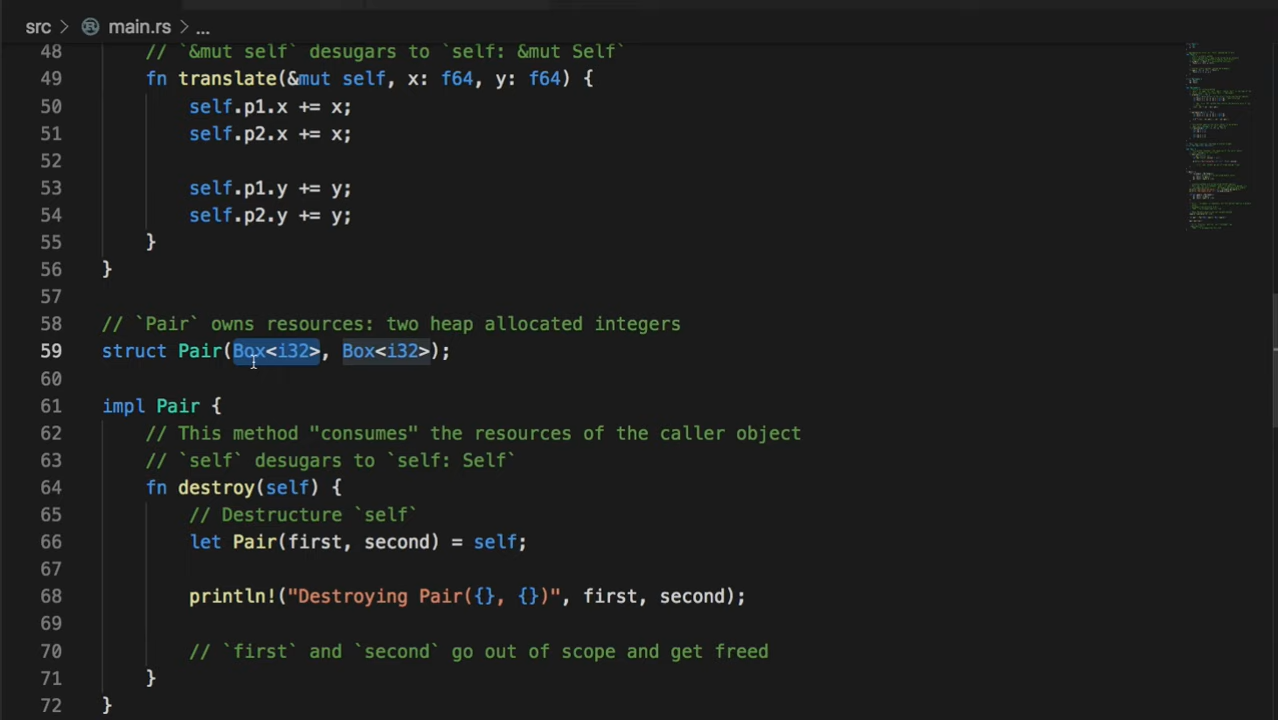 src > main.rs > ...
48 // `&mut self` desugars to `self: &mut Self`
49 fn translate(&mut self, x: f64, y: f64) {
50 self.p1.x += x;
51 self.p2.x += x;
52
53 self.p1.y += y;
54 self.p2.y += y;
55 }
56 }
57
58 // `Pair` owns resources: two heap allocated integers
59 struct Pair(Box<i32>, Box<i32>);
60
61 impl Pair {
62 // This method "consumes" the resources of the caller object
63 // `self` desugars to `self: Self`
64 fn destroy(self) {
65 // Destructure `self`
66 let Pair(first, second) = self;
67
68 println!("Destroying Pair({}, {})", first, second);
69
70 // `first` and `second` go out of scope and get freed
71 }
72 }